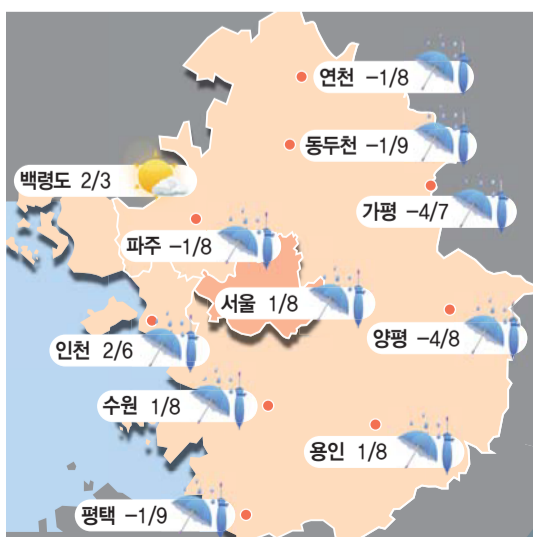 연천 -1/8
동두천 -1/9
백령도 2/3
가평 -4/7
파주 -1/8
서울 1/8
인천 2/6
양평 -4/8
수원 1/8
용인 1/8
평택 -1/9